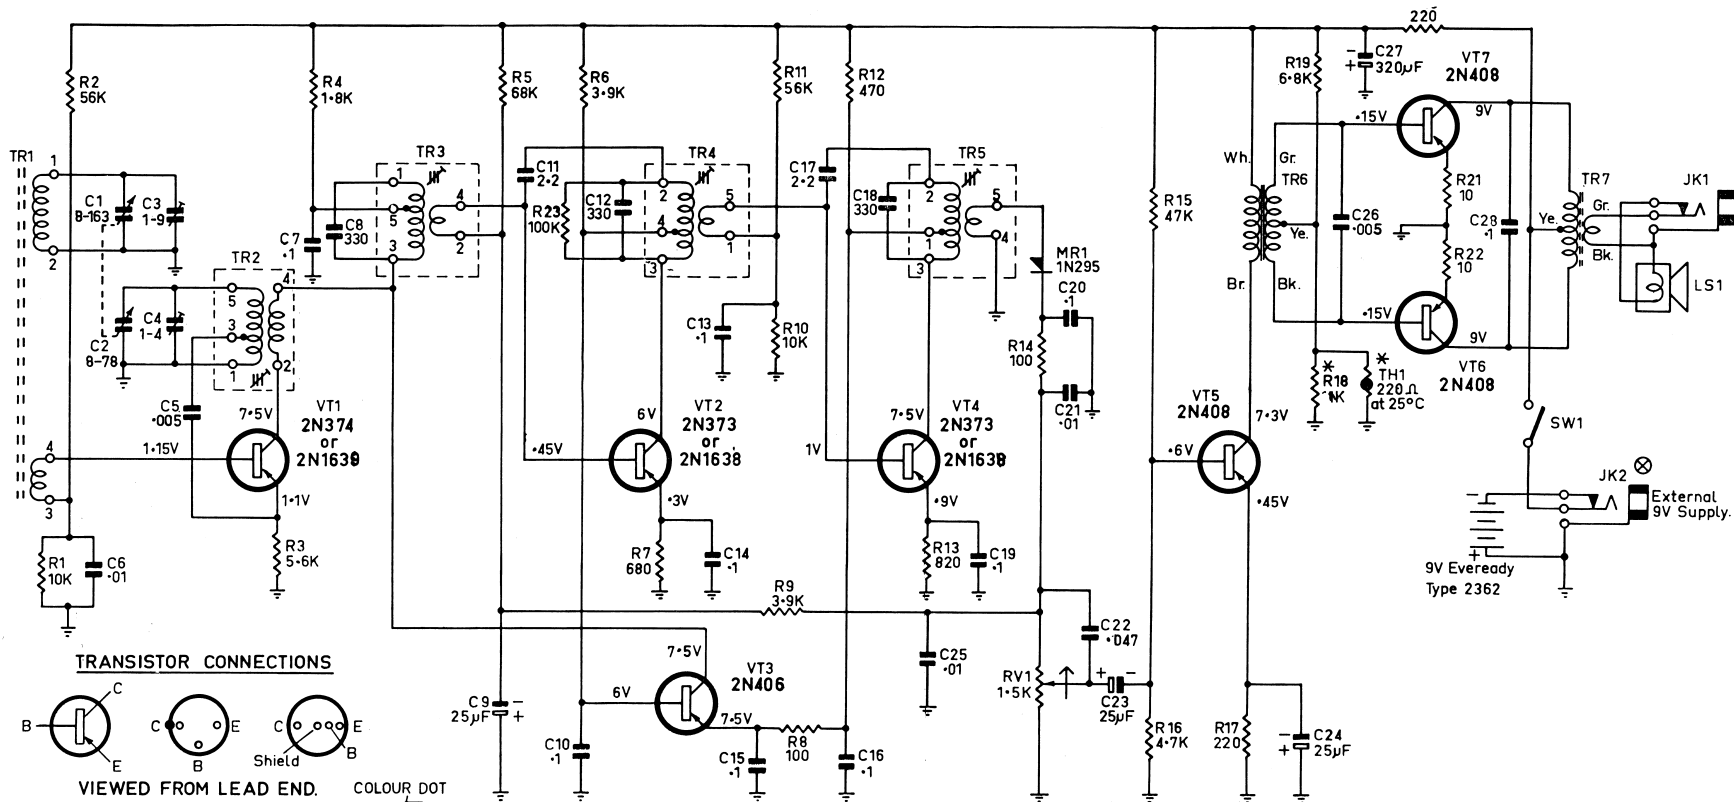 220
R2
56K
R4
1·8K
R5
68K
R6
3·9K
R11
56K
R12
470
R19
6·8K
C27
320µF
VT7
2N408
9V
·15V
TR1
1
2
C1
8-163
C3
1-9
TR2
5
4
3
1
2
C2
8-78
C4
1-4
C5
·005
C7
·1
C8
330
TR3
1
5
3
4
2
C11
2·2
R23
100K
C12
330
TR4
2
4
3
5
1
C17
2·2
C18
330
TR5
2
1
3
5
4
MR1
1N295
C20
·1
R14
100
C21
·01
C13
·1
R10
10K
R15
47K
Wh.
Gr.
TR6
Ye.
Br.
Bk.
C26
·005
R21
10
R22
10
C28
·1
TR7
Ye.
Gr.
Bk.
JK1
LS1
·15V
9V
VT6
2N408
*
R18
*
TH1
220Ω
at 25°C
SW1
JK2
External
9V Supply.
9V Eveready
Type 2362
-
+
4
3
1·15V
7·5V
VT1
2N374
or
2N1639
1·1V
R3
5·6K
R1
10K
C6
·01
·45V
6V
VT2
2N373
or
2N1638
·3V
R7
680
C14
·1
1V
7·5V
VT4
2N373
or
2N1638
·9V
R13
820
C19
·1
VT5
2N408
7·3V
·6V
·45V
R9
3·9K
C25
·01
C22
·047
RV1
1·5K
+ -
C23
25µF
R16
4·7K
R17
220
- +
C24
25µF
C9
25µF
- +
7·5V
VT3
2N406
6V
7·5V
C10
·1
C15
·1
R8
100
C16
·1
TRANSISTOR CONNECTIONS
B
C
E
C
E
B
C
E
Shield
B
VIEWED FROM LEAD END.
COLOUR DOT